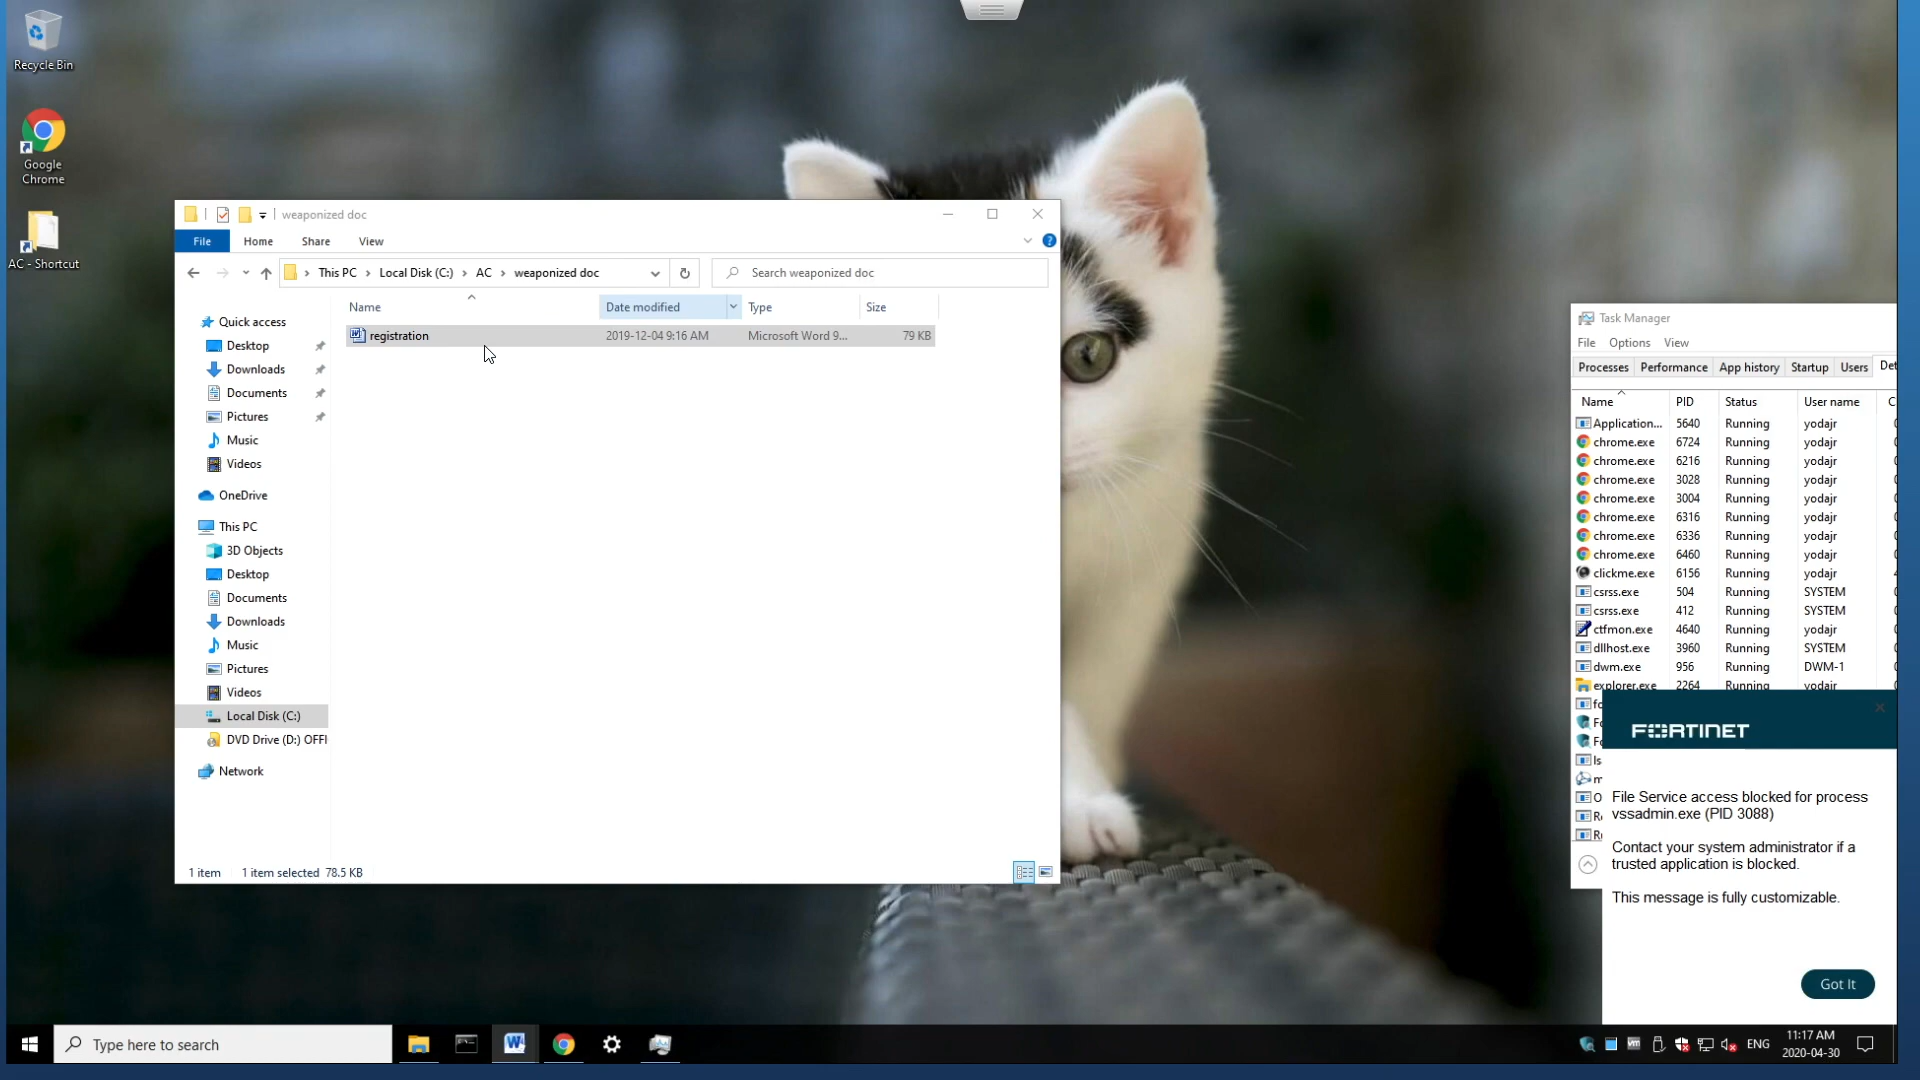 Recycle Bin
Google
Chrome
AC - Shortcut
weaponized doc
File
Home
Share
View
This PC
Local Disk (C:)
AC
weaponized doc
Search weaponized doc
Name
Date modified
Type
Size
registration
2019-12-04 9:16 AM
Microsoft Word 9...
79 KB
Quick access
Desktop
Downloads
Documents
Pictures
Music
Videos
OneDrive
This PC
3D Objects
Desktop
Documents
Downloads
Music
Pictures
Videos
Local Disk (C:)
DVD Drive (D:) OFFI
Network
1 item
1 item selected 78.5 KB
Task Manager
File
Options
View
Processes
Performance
App history
Startup
Users
Det
Name
PID
Status
User name
Application... 5640 Running yodajr
chrome.exe 6724 Running yodajr
chrome.exe 6216 Running yodajr
chrome.exe 3028 Running yodajr
chrome.exe 3004 Running yodajr
chrome.exe 6316 Running yodajr
chrome.exe 6336 Running yodajr
chrome.exe 6460 Running yodajr
clickme.exe 6156 Running yodajr
csrss.exe 504 Running SYSTEM
csrss.exe 412 Running SYSTEM
ctfmon.exe 4640 Running yodajr
dllhost.exe 3960 Running SYSTEM
dwm.exe 956 Running DWM-1
explorer.exe 2264 Running yodajr
FORTINET
File Service access blocked for process
vssadmin.exe (PID 3088)
Contact your system administrator if a
trusted application is blocked.
This message is fully customizable.
Got It
Type here to search
ENG
11:17 AM
2020-04-30